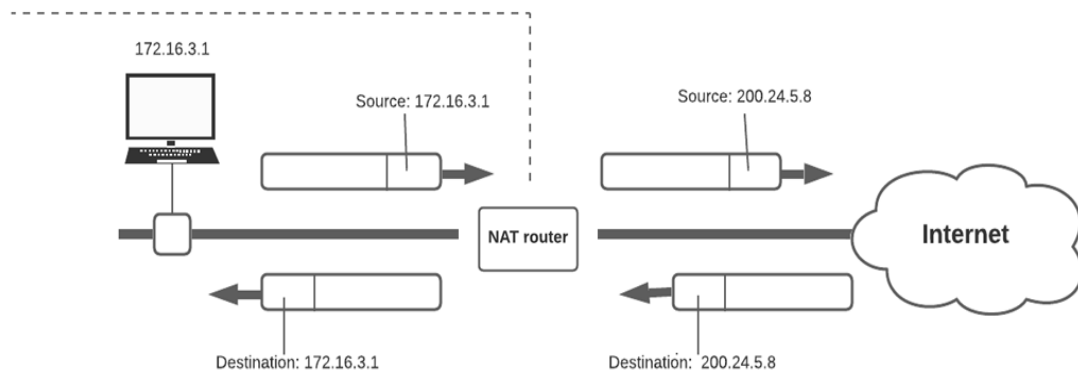 172.16.3.1
Source: 172.16.3.1
Source: 200.24.5.8
NAT router
Internet
Destination: 172.16.3.1
Destination: 200.24.5.8